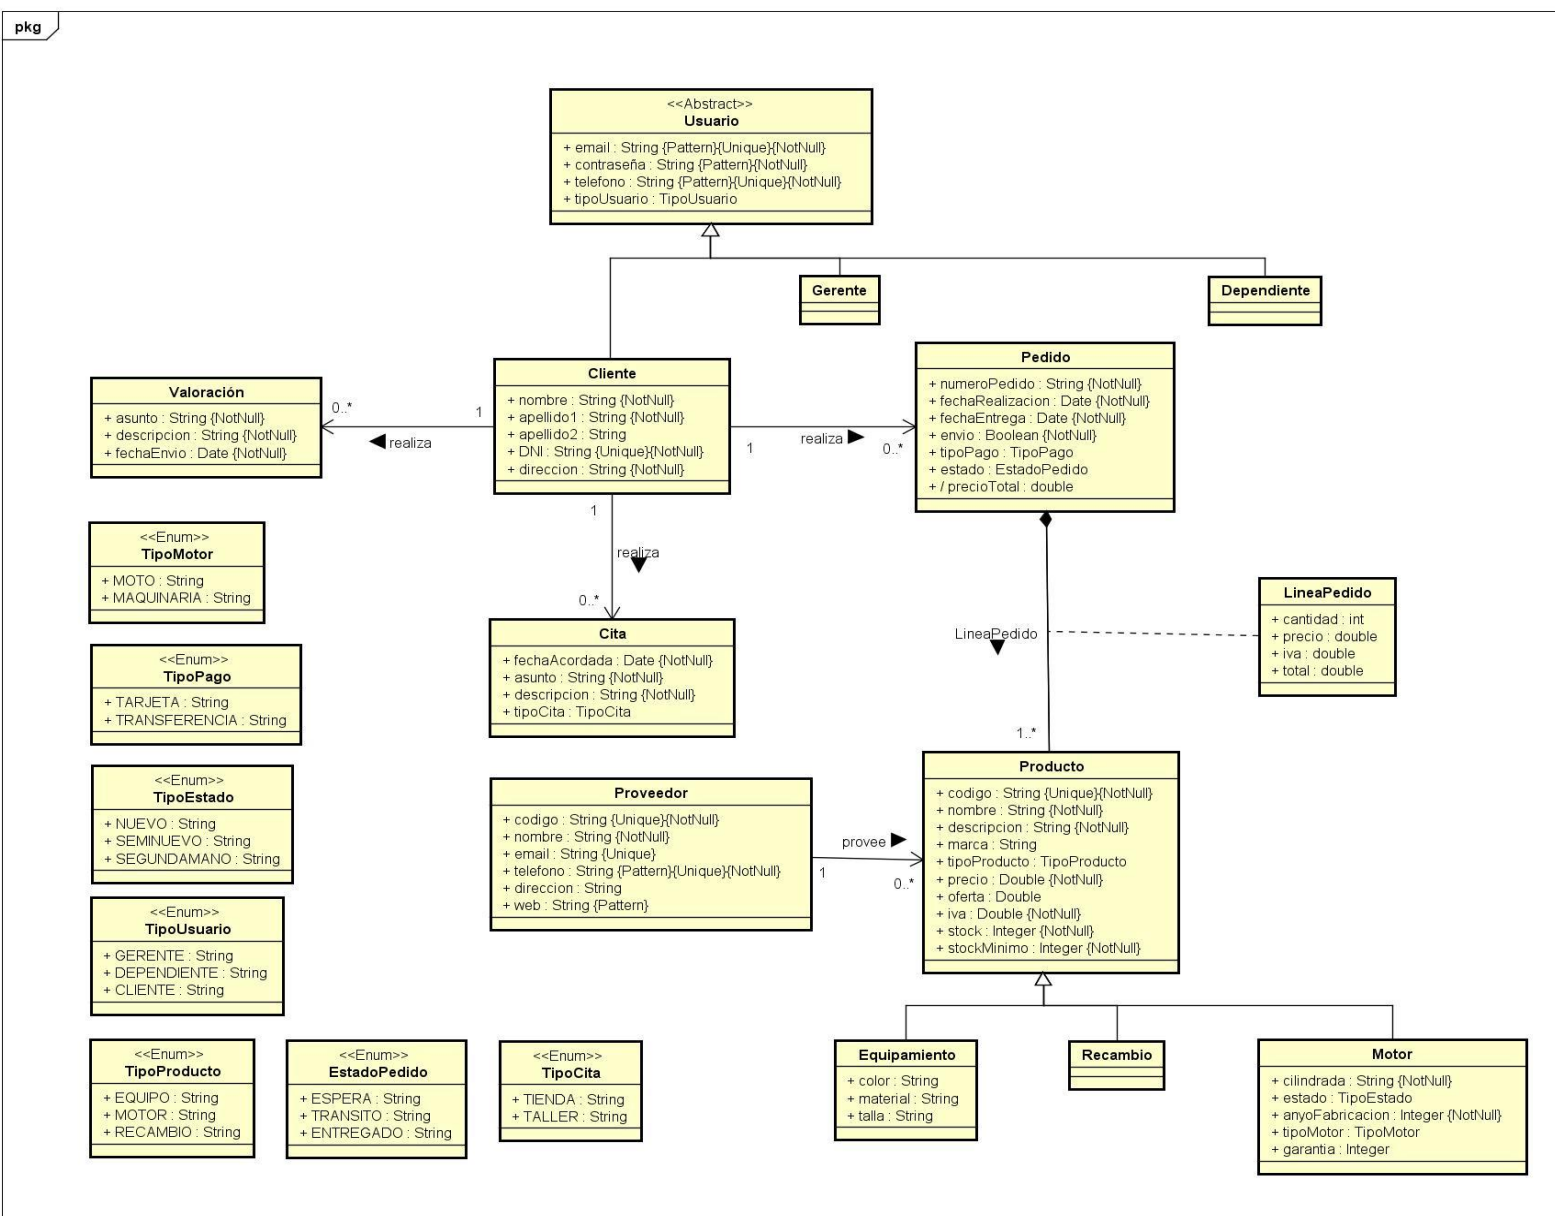 pkg
<<Abstract>>
Usuario
+ email : String {Pattern}{Unique}{NotNull}
+ contraseña : String {Pattern}{NotNull}
+ telefono : String {Pattern}{Unique}{NotNull}
+ tipoUsuario : TipoUsuario
Gerente
Dependiente
Valoración
+ asunto : String {NotNull}
+ descripcion : String {NotNull}
+ fechaEnvio : Date {NotNull}
0..*
1
realiza
Cliente
+ nombre : String {NotNull}
+ apellido1 : String {NotNull}
+ apellido2 : String
+ DNI : String {Unique}{NotNull}
+ direccion : String {NotNull}
1
realiza
0..*
Pedido
+ numeroPedido : String {NotNull}
+ fechaRealizacion : Date {NotNull}
+ fechaEntrega : Date {NotNull}
+ envio : Boolean {NotNull}
+ tipoPago : TipoPago
+ estado : EstadoPedido
+ / precioTotal : double
1
realiza
0..*
<<Enum>>
TipoMotor
+ MOTO : String
+ MAQUINARIA : String
Cita
+ fechaAcordada : Date {NotNull}
+ asunto : String {NotNull}
+ descripcion : String {NotNull}
+ tipoCita : TipoCita
LineaPedido
LineaPedido
+ cantidad : int
+ precio : double
+ iva : double
+ total : double
1..*
<<Enum>>
TipoPago
+ TARJETA : String
+ TRANSFERENCIA : String
<<Enum>>
TipoEstado
+ NUEVO : String
+ SEMINUEVO : String
+ SEGUNDAMANO : String
Proveedor
+ codigo : String {Unique}{NotNull}
+ nombre : String {NotNull}
+ email : String {Unique}
+ telefono : String {Pattern}{Unique}{NotNull}
+ direccion : String
+ web : String {Pattern}
provee
1
0..*
Producto
+ codigo : String {Unique}{NotNull}
+ nombre : String {NotNull}
+ descripcion : String {NotNull}
+ marca : String
+ tipoProducto : TipoProducto
+ precio : Double {NotNull}
+ oferta : Double
+ iva : Double {NotNull}
+ stock : Integer {NotNull}
+ stockMinimo : Integer {NotNull}
<<Enum>>
TipoUsuario
+ GERENTE : String
+ DEPENDIENTE : String
+ CLIENTE : String
<<Enum>>
TipoProducto
+ EQUIPO : String
+ MOTOR : String
+ RECAMBIO : String
<<Enum>>
EstadoPedido
+ ESPERA : String
+ TRANSITO : String
+ ENTREGADO : String
<<Enum>>
TipoCita
+ TIENDA : String
+ TALLER : String
Equipamiento
+ color : String
+ material : String
+ talla : String
Recambio
Motor
+ cilindrada : String {NotNull}
+ estado : TipoEstado
+ anyoFabricacion : Integer {NotNull}
+ tipoMotor : TipoMotor
+ garantia : Integer